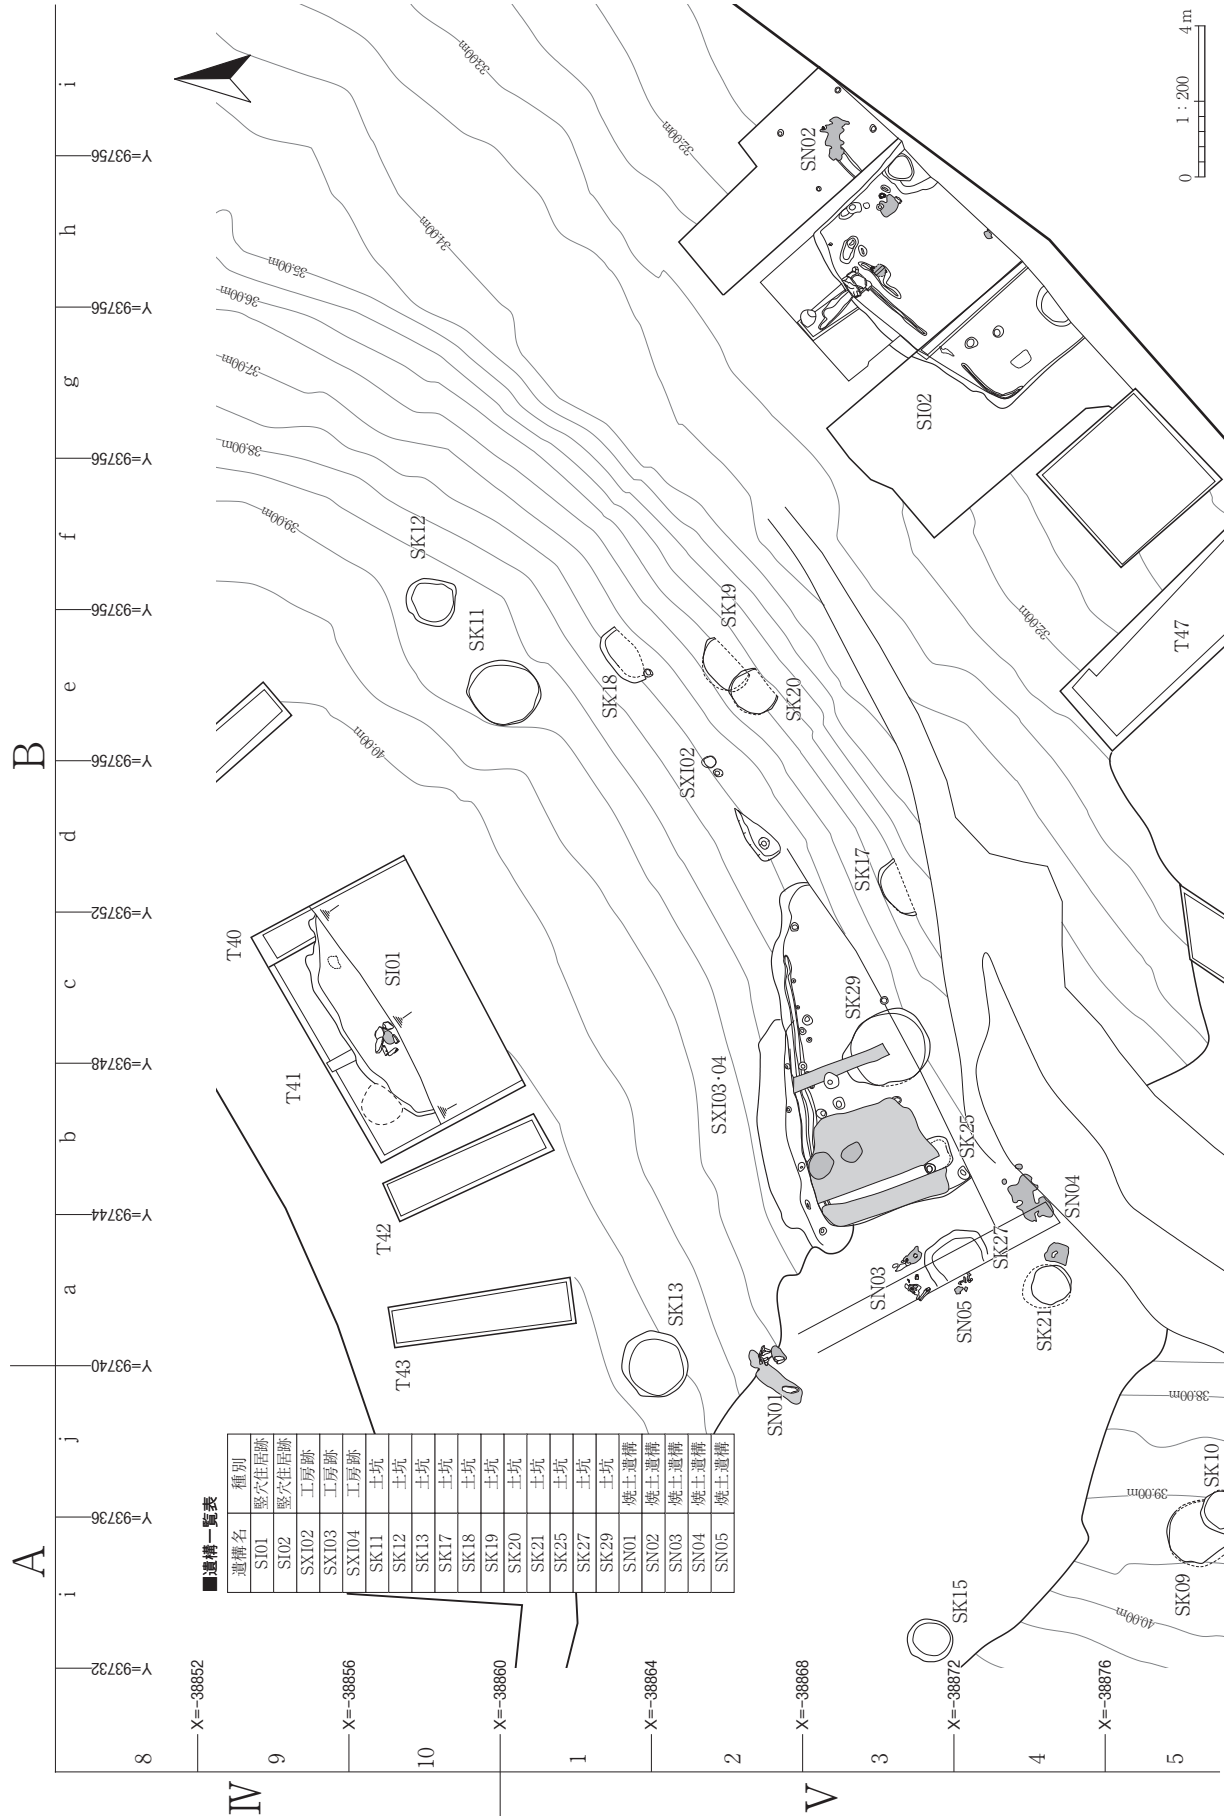 A
B
i
j
a
b
c
d
e
f
g
h
i
Y=93732
Y=93736
Y=93740
Y=93744
Y=93748
Y=93752
Y=93756
Y=93756
Y=93756
Y=93756
Y=93756
IV
V
8
9
10
1
2
3
4
5
X=-38852
X=-38856
X=-38860
X=-38864
X=-38868
X=-38872
X=-38876
■遺構一覧表
遺構名 種別
SI01 竪穴住居跡
SI02 竪穴住居跡
SXI02 工房跡
SXI03 工房跡
SXI04 工房跡
SK11 土坑
SK12 土坑
SK13 土坑
SK17 土坑
SK18 土坑
SK19 土坑
SK20 土坑
SK21 土坑
SK25 土坑
SK27 土坑
SK29 土坑
SN01 焼土遺構
SN02 焼土遺構
SN03 焼土遺構
SN04 焼土遺構
SN05 焼土遺構
T40
T41
T42
T43
SI01
SK13
SK11
SK12
SK18
SK19
SK20
SXI02
SK17
SXI03・04
SK29
SK25
SK27
SN01
SN03
SN04
SN05
SK21
SK15
SK09
SK10
SI02
SN02
T47
40.00m
39.00m
38.00m
37.00m
36.00m
35.00m
34.00m
33.00m
32.00m
32.00m
38.00m
39.00m
40.00m
0 1：200 4m